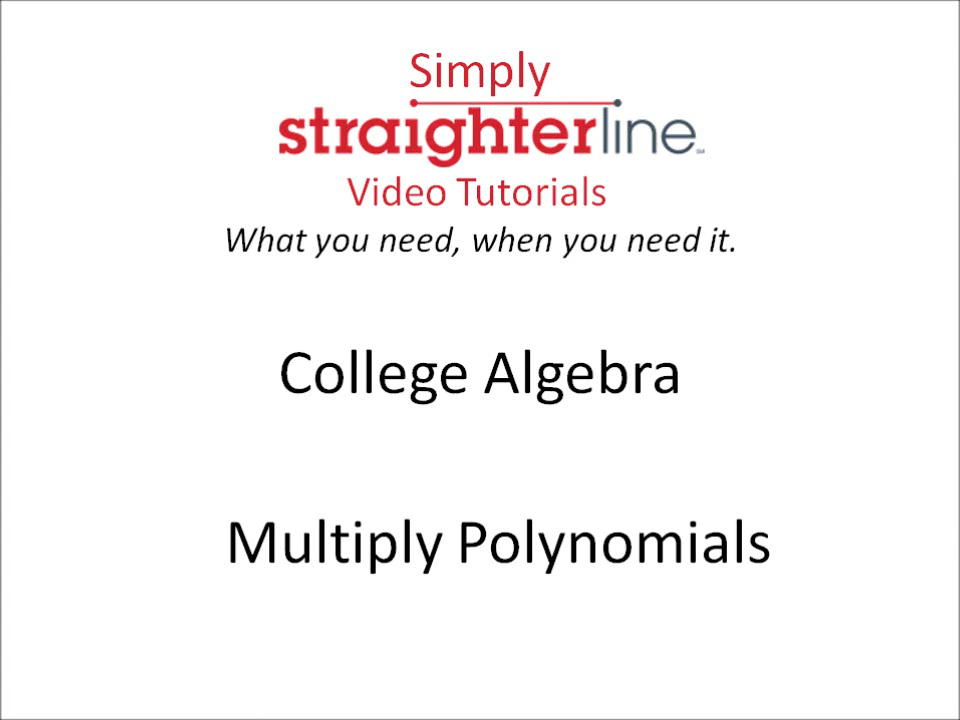 Simply
straighterline
Video Tutorials
What you need, when you need it.
College Algebra
Multiply Polynomials